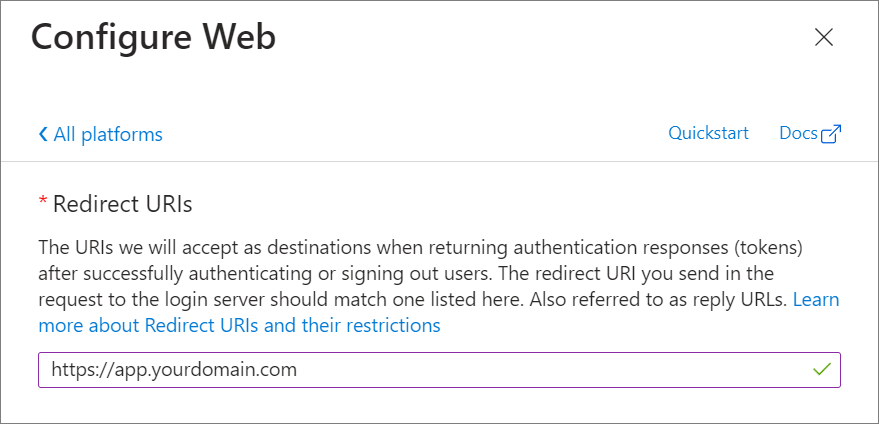 Configure Web
All platforms
Quickstart
Docs
* Redirect URIs
The URIs we will accept as destinations when returning authentication responses (tokens)
after successfully authenticating or signing out users. The redirect URI you send in the
request to the login server should match one listed here. Also referred to as reply URLs. Learn
more about Redirect URIs and their restrictions
https://app.yourdomain.com